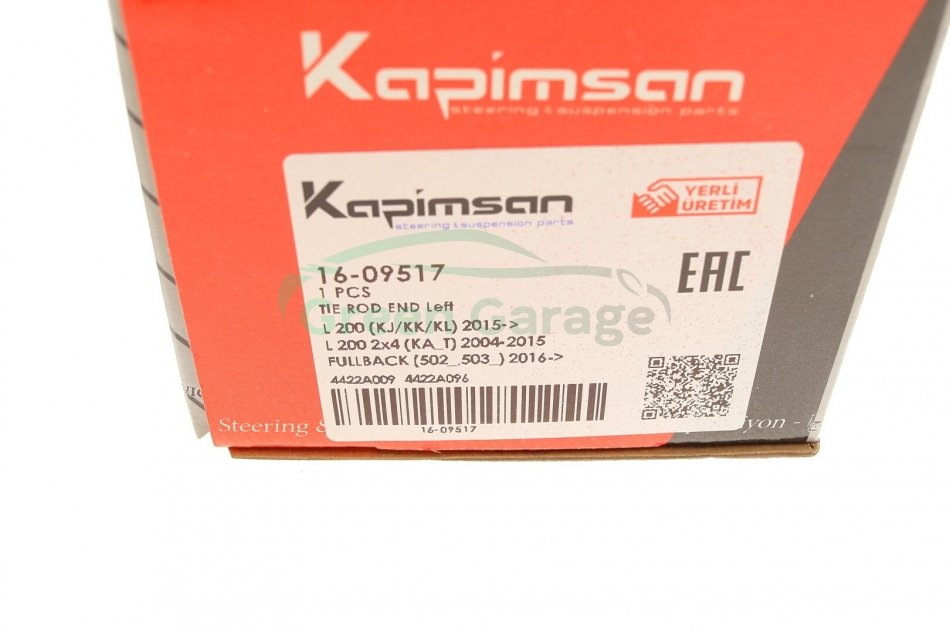 Kapimsan
steering & suspension parts
Kapimsan
steering & suspension parts
YERLİ
ÜRETİM
16-09517
1 PCS
TIE ROD END Left
EAC
Green Garage
L 200 (KJ/KK/KL) 2015->
L 200 2x4 (KA_T) 2004-2015
FULLBACK (502_,503_) 2016->
4422A009 4422A096
16-09517
Steering &
yon -